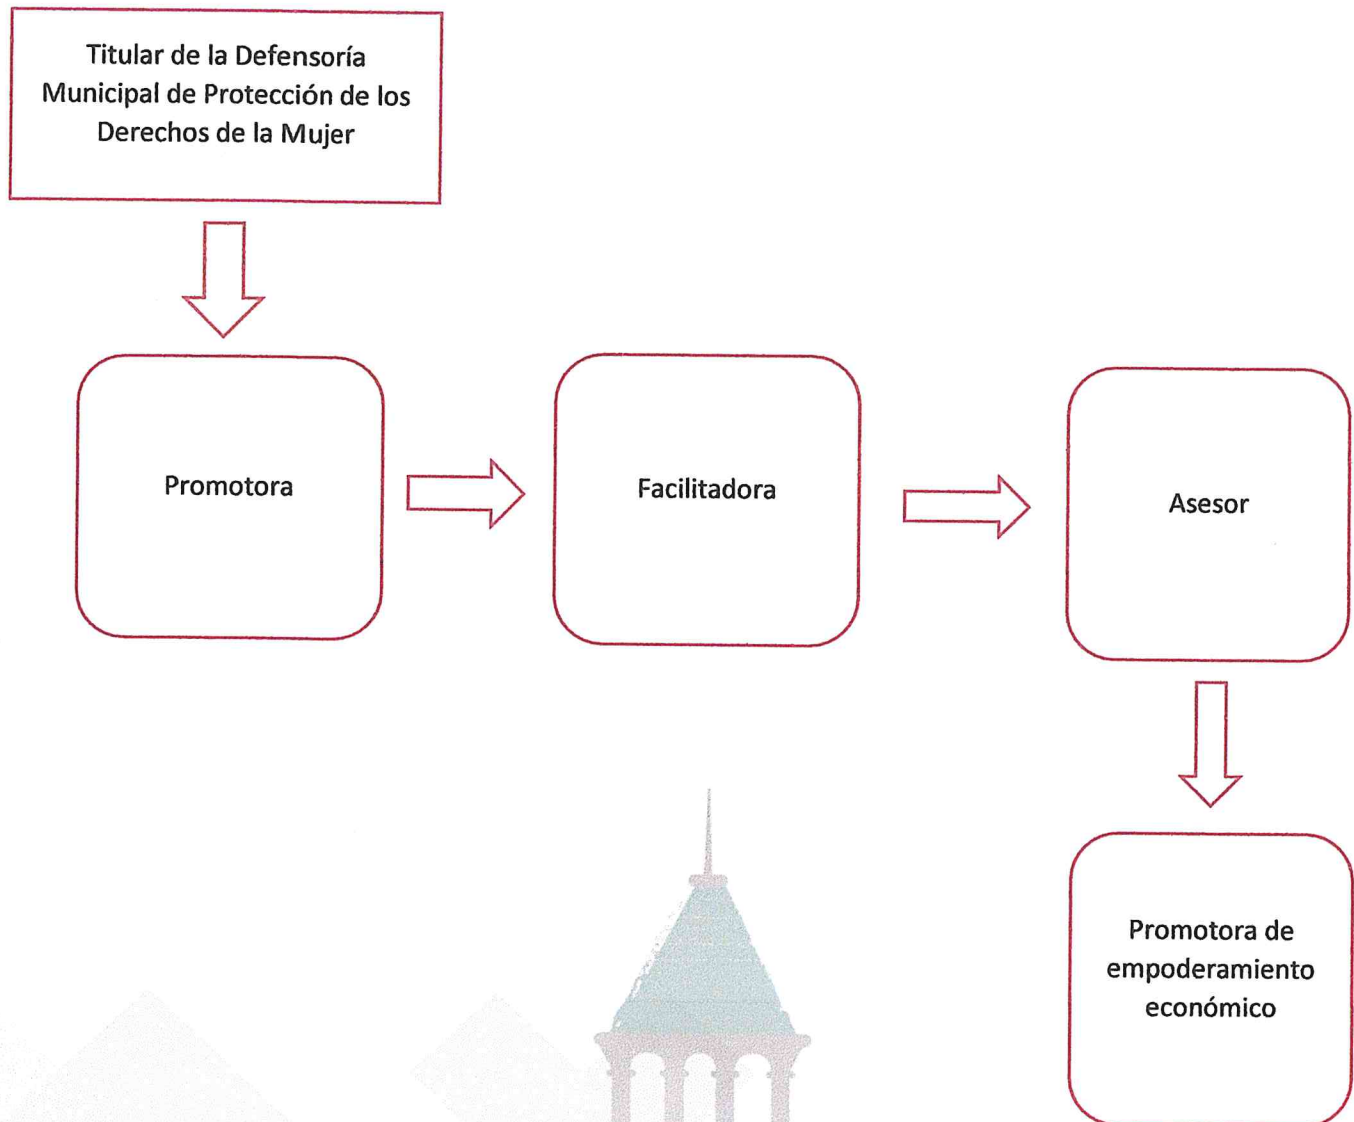 Titular de la Defensoría
Municipal de Protección de los
Derechos de la Mujer
Promotora
Facilitadora
Asesor
Promotora de
empoderamiento
económico